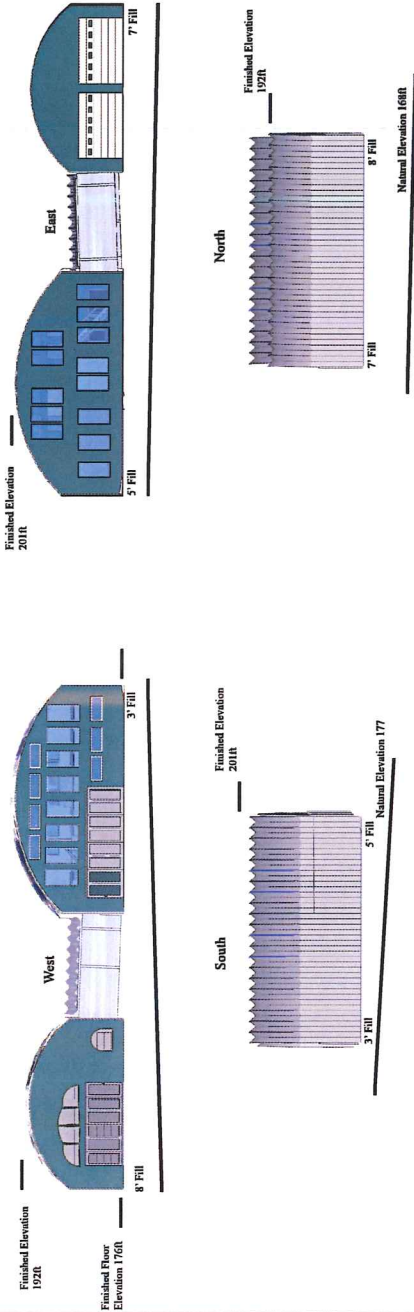 West
Finished Elevation
192ft
Finished Floor
Elevation 176ft
8' Fill
3' Fill
East
Finished Elevation
201ft
5' Fill
7' Fill
South
Finished Elevation
201ft
3' Fill
5' Fill
Natural Elevation 177
North
Finished Elevation
192ft
7' Fill
8' Fill
Natural Elevation 168ft